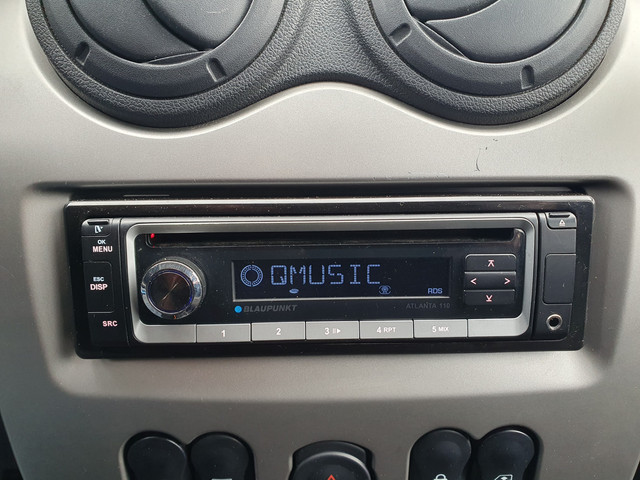 QMUSIC
RDS
BLAUPUNKT
ATLANTA 110
OK
MENU
ESC
DISP
SRC
1
2
3
4 RPT
5 MIX